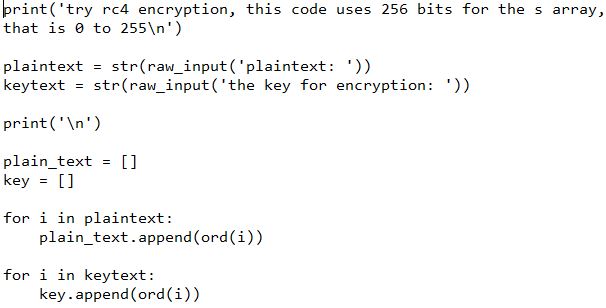 print('try rc4 encryption, this code uses 256 bits for the s array,
that is 0 to 255\n')
plaintext = str(raw_input('plaintext: '))
keytext = str(raw_input('the key for encryption: '))
print('\n')
plain_text = []
key = []
for i in plaintext:
    plain_text.append(ord(i))
for i in keytext:
    key.append(ord(i))